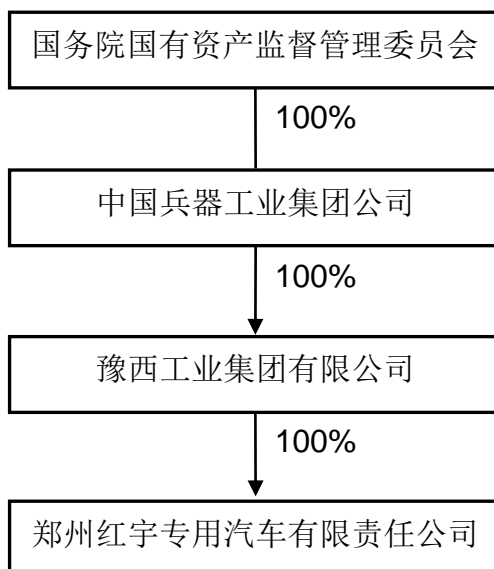 国务院国有资产监督管理委员会
100%
中国兵器工业集团公司
100%
豫西工业集团有限公司
100%
郑州红宇专用汽车有限责任公司